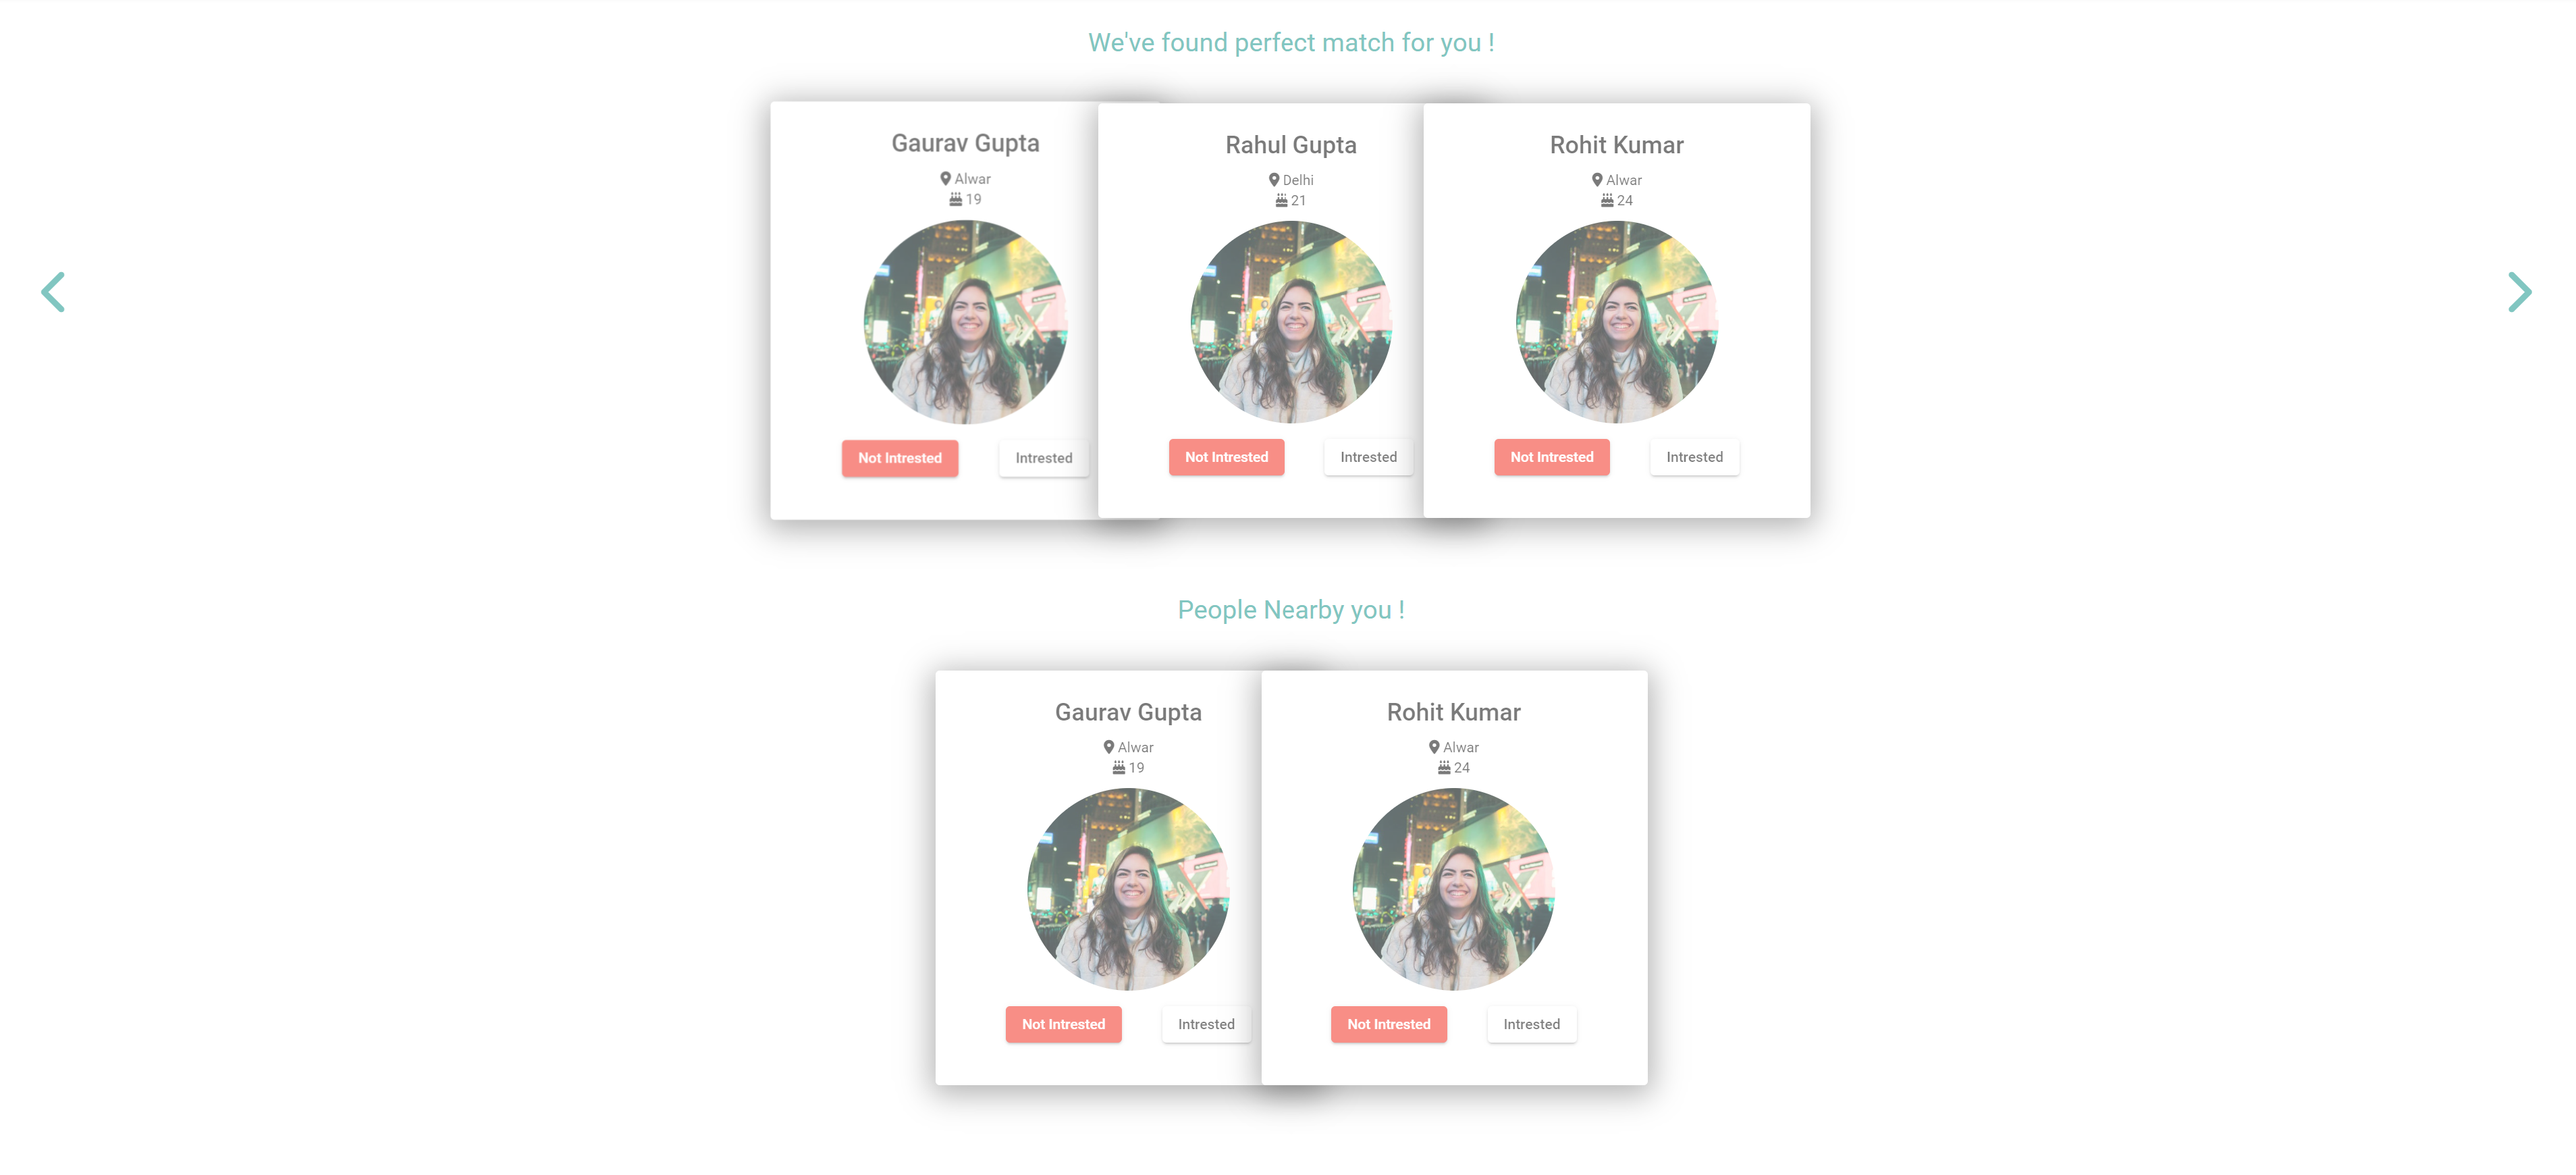 We've found perfect match for you !
Gaurav Gupta
Alwar
19
Not Intrested
Intrested
Rahul Gupta
Delhi
21
Not Intrested
Intrested
Rohit Kumar
Alwar
24
Not Intrested
Intrested
People Nearby you !
Gaurav Gupta
Alwar
19
Not Intrested
Intrested
Rohit Kumar
Alwar
24
Not Intrested
Intrested